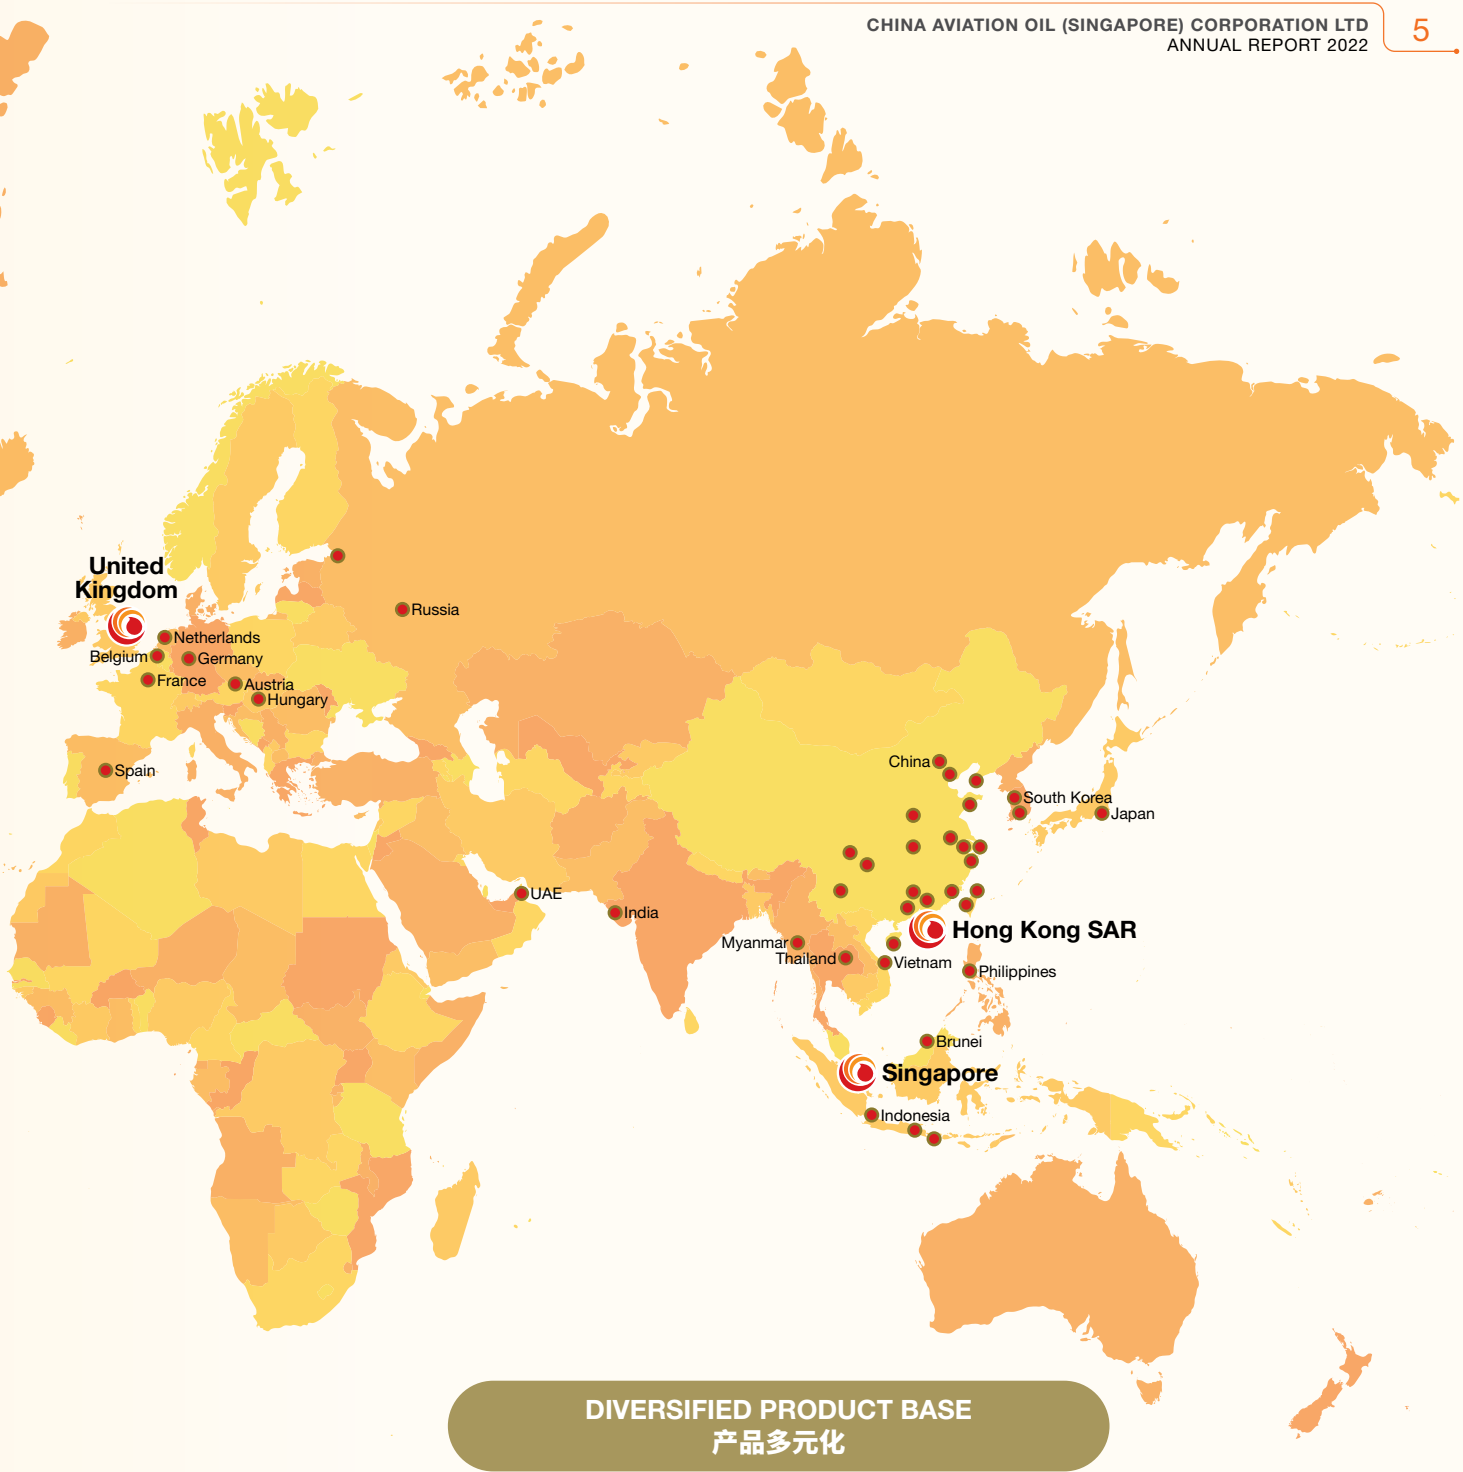 CHINA AVIATION OIL (SINGAPORE) CORPORATION LTD
ANNUAL REPORT 2022
5
United
Kingdom
Russia
Netherlands
Belgium
Germany
France
Austria
Hungary
Spain
China
South Korea
Japan
UAE
India
Hong Kong SAR
Myanmar
Thailand
Vietnam
Philippines
Brunei
Singapore
Indonesia
DIVERSIFIED PRODUCT BASE
产品多元化